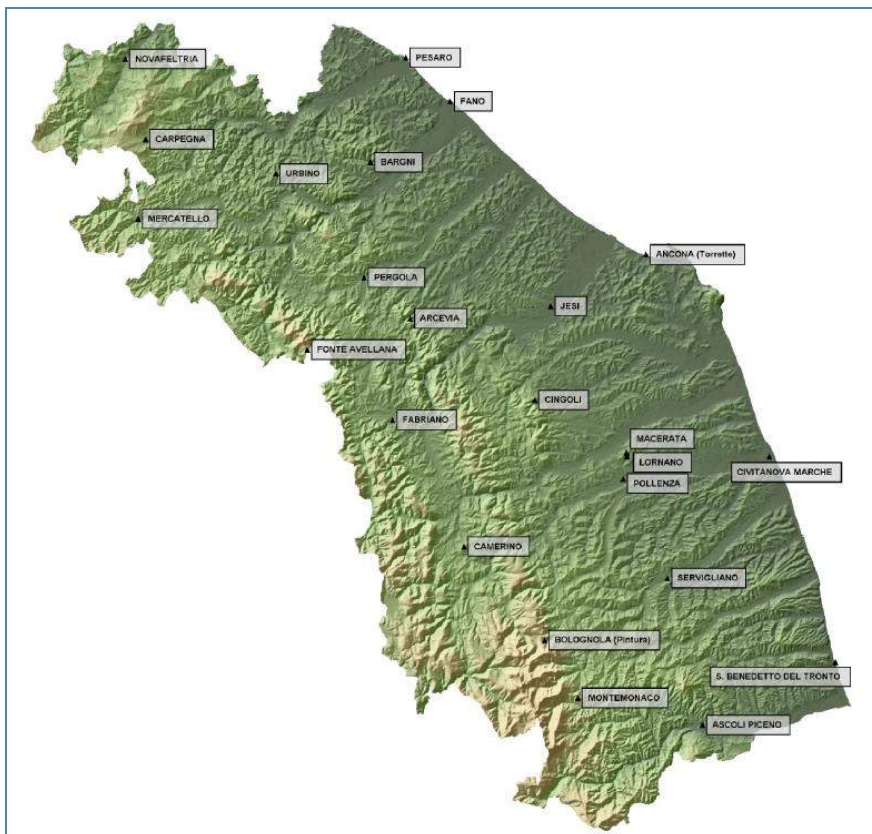 NOVAFELTRIA
PESARO
FANO
CARPEGNA
BARGNI
URBINO
MERCATELLO
ANCONA (Torrette)
PERGOLA
JESI
ARCEVIA
FONTE AVELLANA
CINGOLI
FABRIANO
MACERATA
LORNANO
CIVITANOVA MARCHE
POLLENZA
CAMERINO
SERVIGLIANO
BOLOGNOLA (Pintura)
S. BENEDETTO DEL TRONTO
MONTEMONACO
ASCOLI PICENO